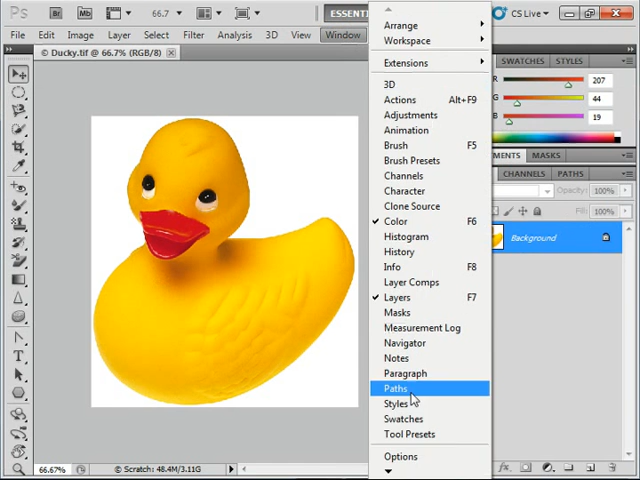 Ps Br Mb 66.7 ESSENTI CS Live
File Edit Image Layer Select Filter Analysis 3D View Window
© Ducky.tif @ 66.7% (RGB/8)
Arrange
Workspace
Extensions
3D
Actions Alt+F9
Adjustments
Animation
Brush F5
Brush Presets
Channels
Character
Clone Source
Color F6
Histogram
History
Info F8
Layer Comps
Layers F7
Masks
Measurement Log
Navigator
Notes
Paragraph
Paths
Styles
Swatches
Tool Presets
Options
SWATCHES STYLES
R 207
G 44
B 19
MENTS MASKS
CHANNELS PATHS
Opacity: 100%
Fill: 100%
Background
66.67% Scratch: 48.4M/3.11G
fx